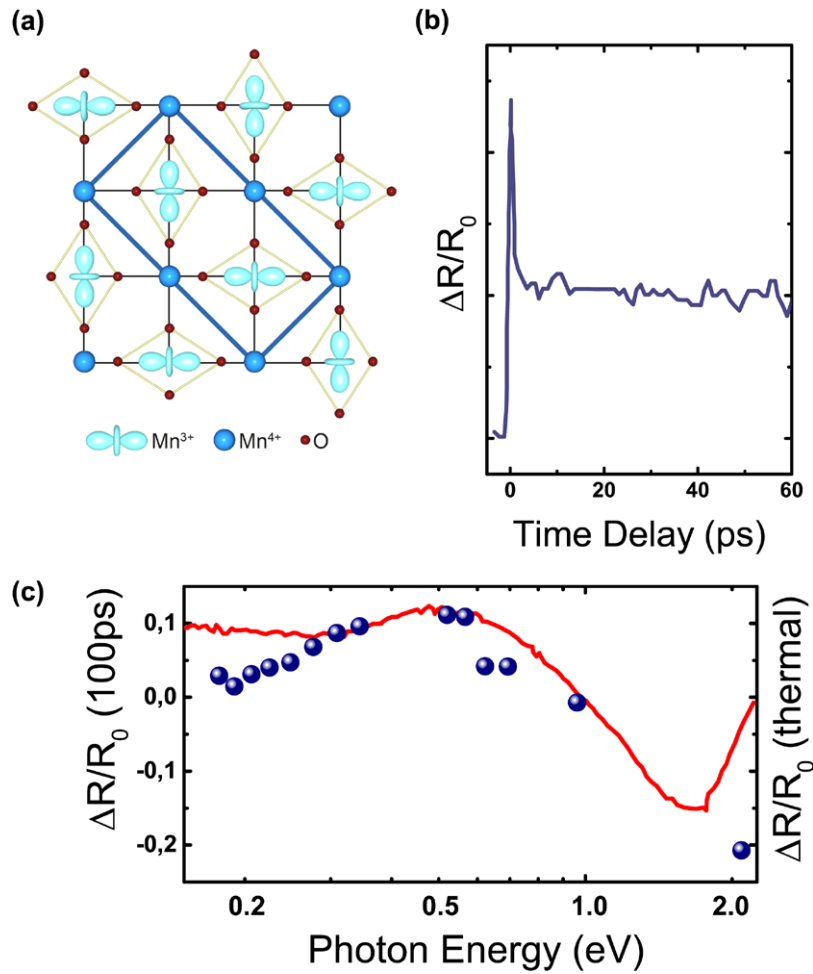 (a)
Mn³⁺ Mn⁴⁺ O
(b)
ΔR/R₀
0 20 40 60
Time Delay (ps)
(c)
ΔR/R₀ (100ps)
0,1
0,0
-0,1
-0,2
0.2 0.5 1.0 2.0
Photon Energy (eV)
ΔR/R₀ (thermal)